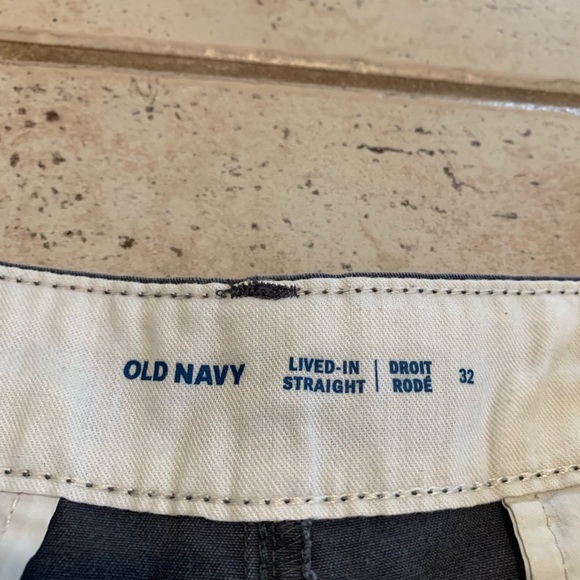 OLD NAVY
LIVED-IN
STRAIGHT
DROIT
RODÉ
32